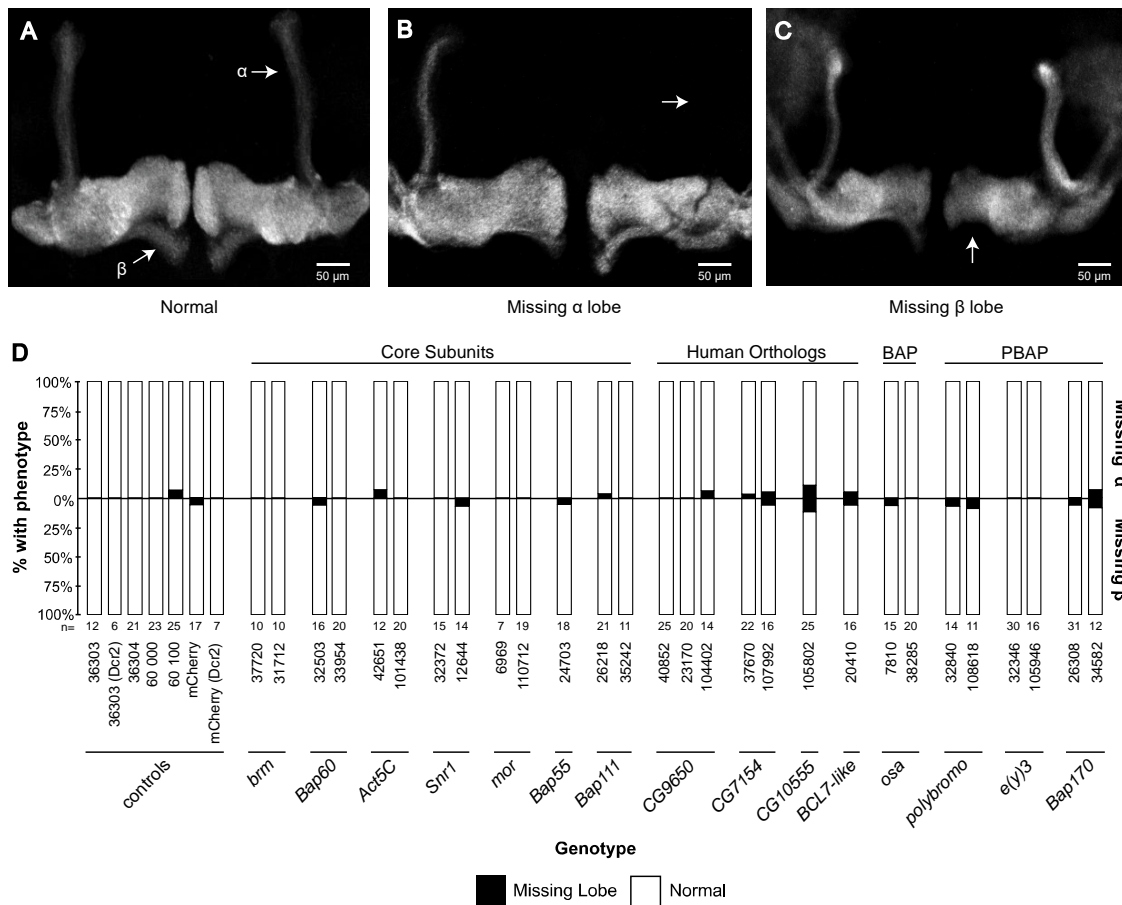 A
α
β
50 µm
Normal
B
50 µm
Missing α lobe
C
50 µm
Missing β lobe
D
Core Subunits
Human Orthologs
BAP
PBAP
% with phenotype
100%
75%
50%
25%
0%
25%
50%
75%
100%
Missing α
Missing β
n= 12 6 21 23 25 17 7 10 10 16 20 12 20 15 14 7 19 18 21 11 25 20 14 22 16 25 16 15 20 14 11 30 16 31 12
36303
36303 (Dcr2)
36304
60 000
60 100
mCherry
mCherry (Dcr2)
37720
31712
32503
33954
42651
101438
32372
12644
6969
110712
24703
26218
35242
40852
23170
104402
37670
107992
105802
20410
7810
38285
32840
108618
32346
105946
26308
34582
controls
brm
Bap60
Act5C
Snr1
mor
Bap55
Bap111
CG9650
CG7154
CG10555
BCL7-like
osa
polybromo
e(y)3
Bap170
Genotype
Missing Lobe
Normal